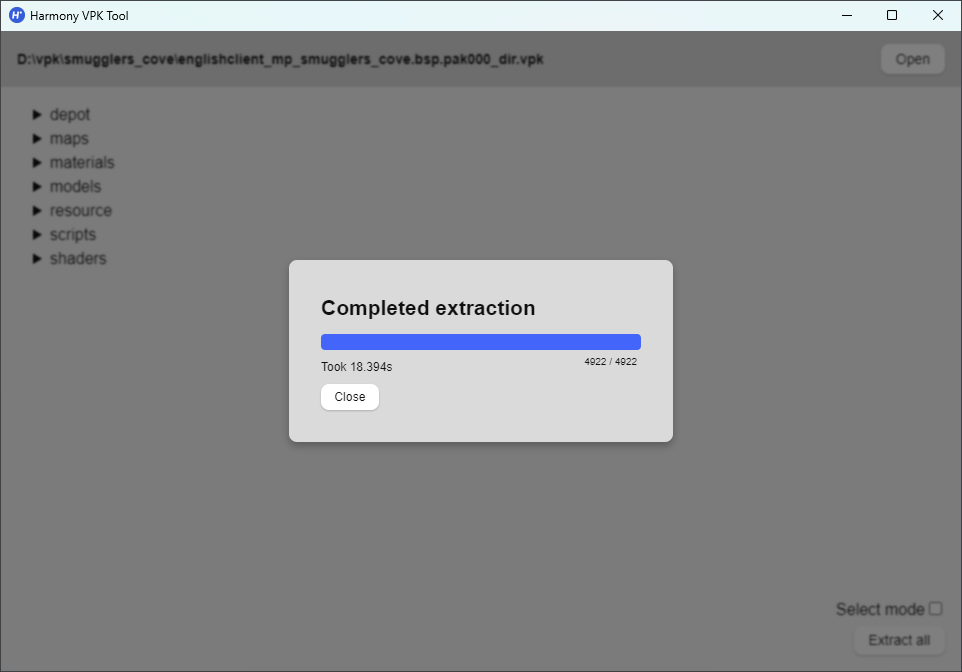 Harmony VPK Tool
D:\vpk\smugglers_cove\englishclient_mp_smugglers_cove.bsp.pak000_dir.vpk
Open
depot
maps
materials
models
resource
scripts
shaders
Completed extraction
Took 18.394s
4922 / 4922
Close
Select mode
Extract all